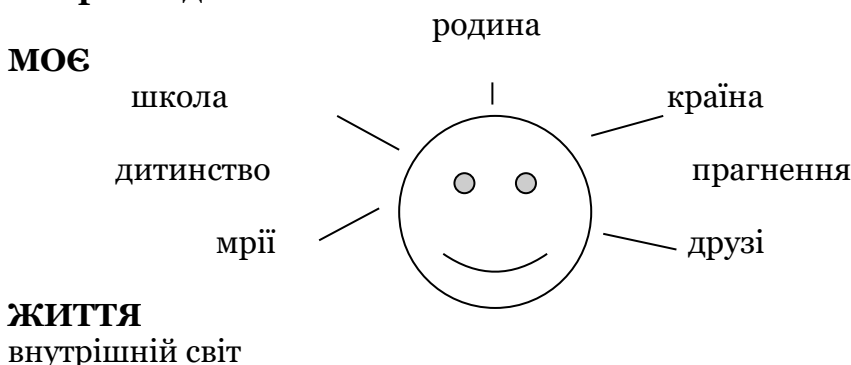 родина
МОЄ
школа країна
дитинство прагнення
мрії друзі
ЖИТТЯ
внутрішній світ